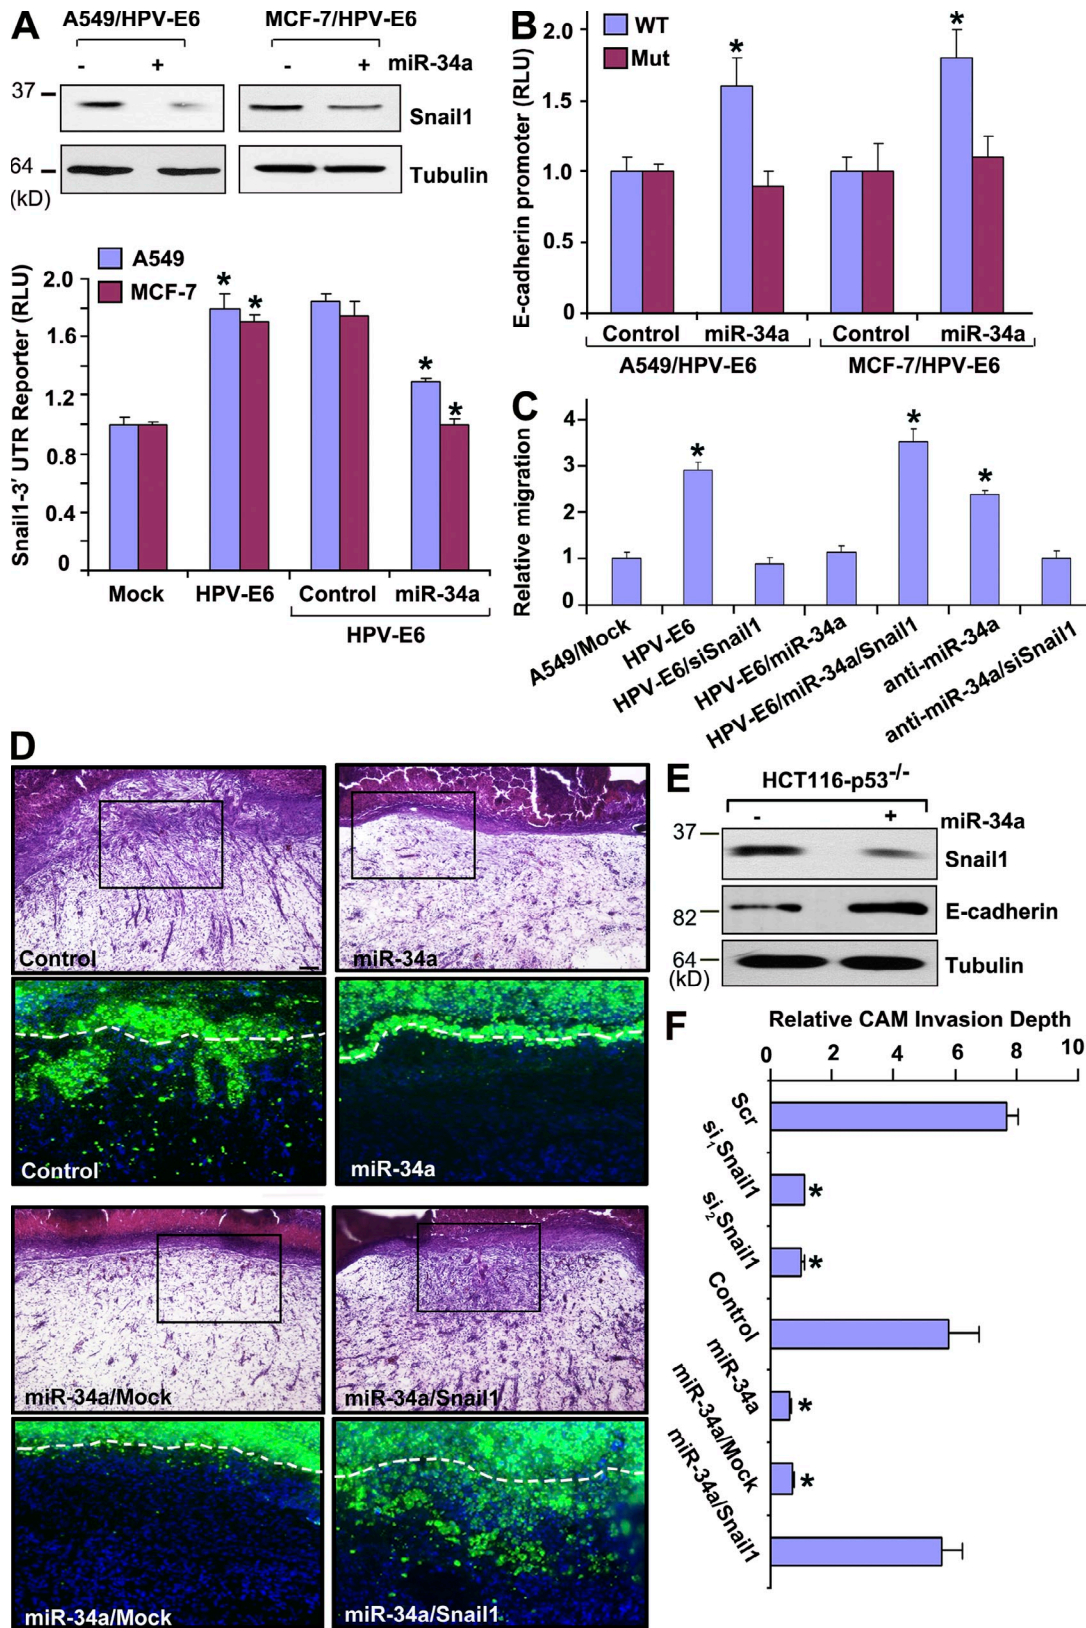 A
A549/HPV-E6
MCF-7/HPV-E6
- + - + miR-34a
37
Snail1
64
Tubulin
(kD)
A549
MCF-7
Snail1-3′ UTR Reporter (RLU)
2.0
1.6
1.2
0.8
0.4
0
* * * *
Mock HPV-E6 Control miR-34a
HPV-E6
B
WT
Mut
E-cadherin promoter (RLU)
2.0
1.5
1.0
0.5
0
* *
Control miR-34a Control miR-34a
A549/HPV-E6 MCF-7/HPV-E6
C
Relative migration
4
3
2
1
0
* * *
A549/Mock
HPV-E6
HPV-E6/siSnail1
HPV-E6/miR-34a
HPV-E6/miR-34a/Snail1
anti-miR-34a
anti-miR-34a/siSnail1
D
Control
miR-34a
Control
miR-34a
miR-34a/Mock
miR-34a/Snail1
miR-34a/Mock
miR-34a/Snail1
E
HCT116-p53-/-
- + miR-34a
37
Snail1
82
E-cadherin
64
(kD)
Tubulin
F
Relative CAM Invasion Depth
0 2 4 6 8 10
Scr
si1Snail1 *
si2Snail1 *
Control
miR-34a *
miR-34a/Mock *
miR-34a/Snail1